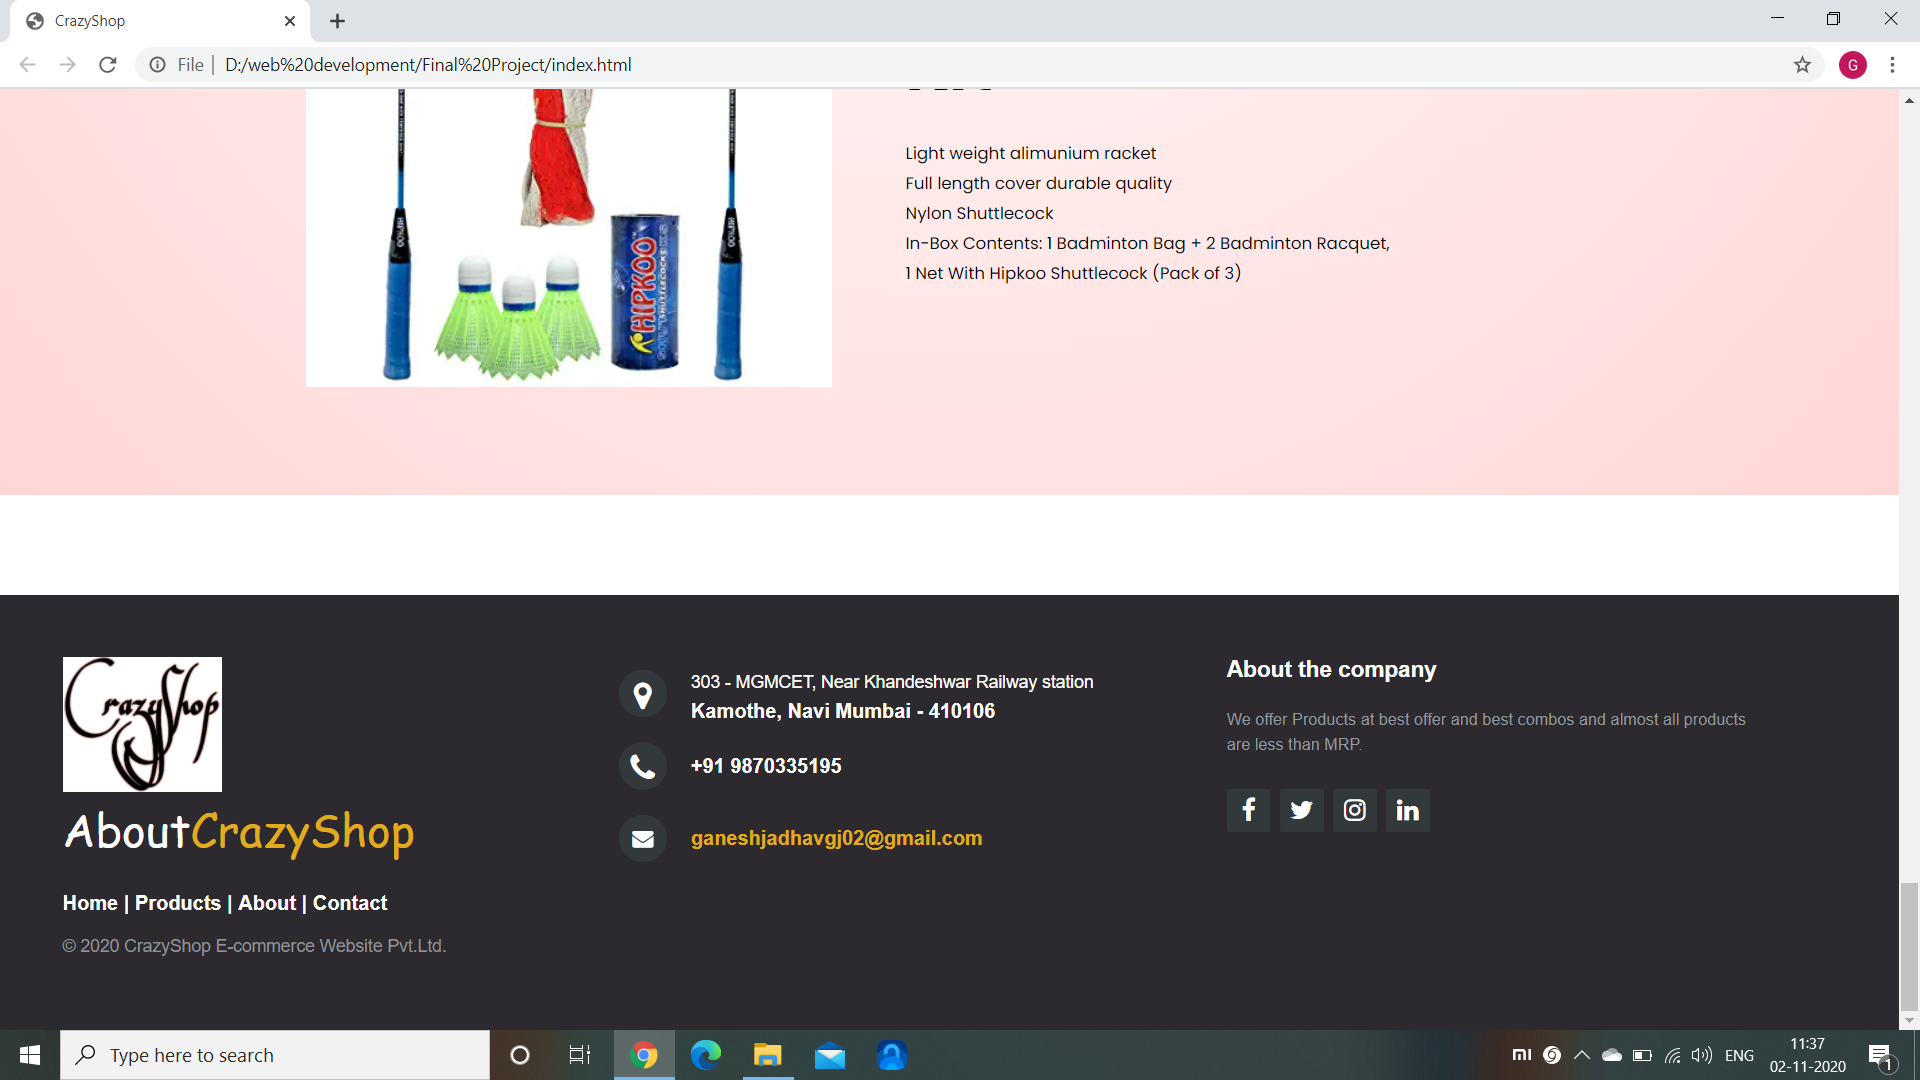 CrazyShop
File
D:/web%20development/Final%20Project/index.html
G
Light weight alimunium racket
Full length cover durable quality
Nylon Shuttlecock
In-Box Contents: 1 Badminton Bag + 2 Badminton Racquet,
1 Net With Hipkoo Shuttlecock (Pack of 3)
HIPKOO
SHUTTLECOCKS
CrazyShop
AboutCrazyShop
Home | Products | About | Contact
© 2020 CrazyShop E-commerce Website Pvt.Ltd.
303 - MGMCET, Near Khandeshwar Railway station
Kamothe, Navi Mumbai - 410106
+91 9870335195
ganeshjadhavgj02@gmail.com
About the company
We offer Products at best offer and best combos and almost all products
are less than MRP.
Type here to search
ENG
11:37
02-11-2020
1